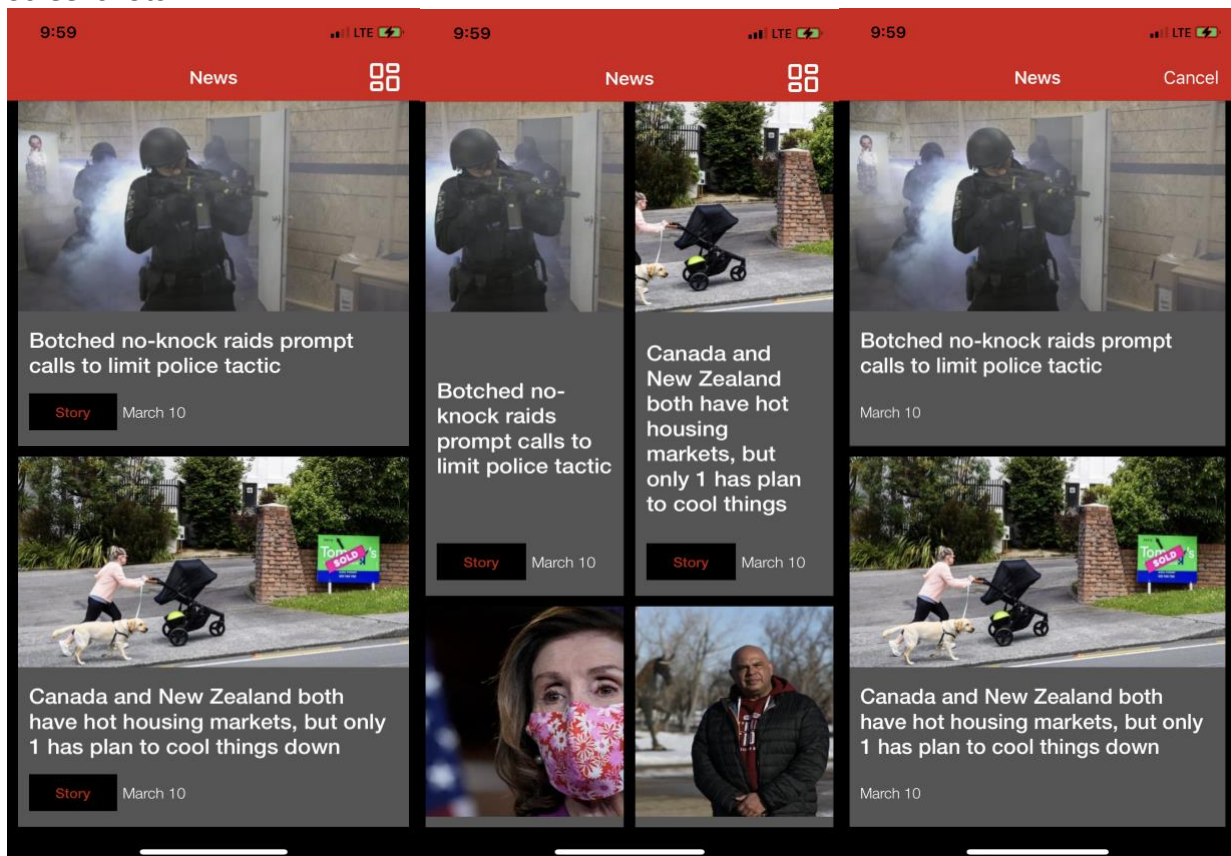 9:59
LTE
News
SOLD
Botched no-knock raids prompt
calls to limit police tactic
Story March 10
Canada and New Zealand both
have hot housing markets, but only
1 has plan to cool things down
Story March 10
9:59
LTE
News
Botched no-
knock raids
prompt calls to
limit police tactic
Story March 10
Canada and
New Zealand
both have hot
housing
markets, but
only 1 has plan
to cool things
Story March 10
9:59
LTE
News Cancel
Botched no-knock raids prompt
calls to limit police tactic
March 10
SOLD
Canada and New Zealand both
have hot housing markets, but only
1 has plan to cool things down
March 10